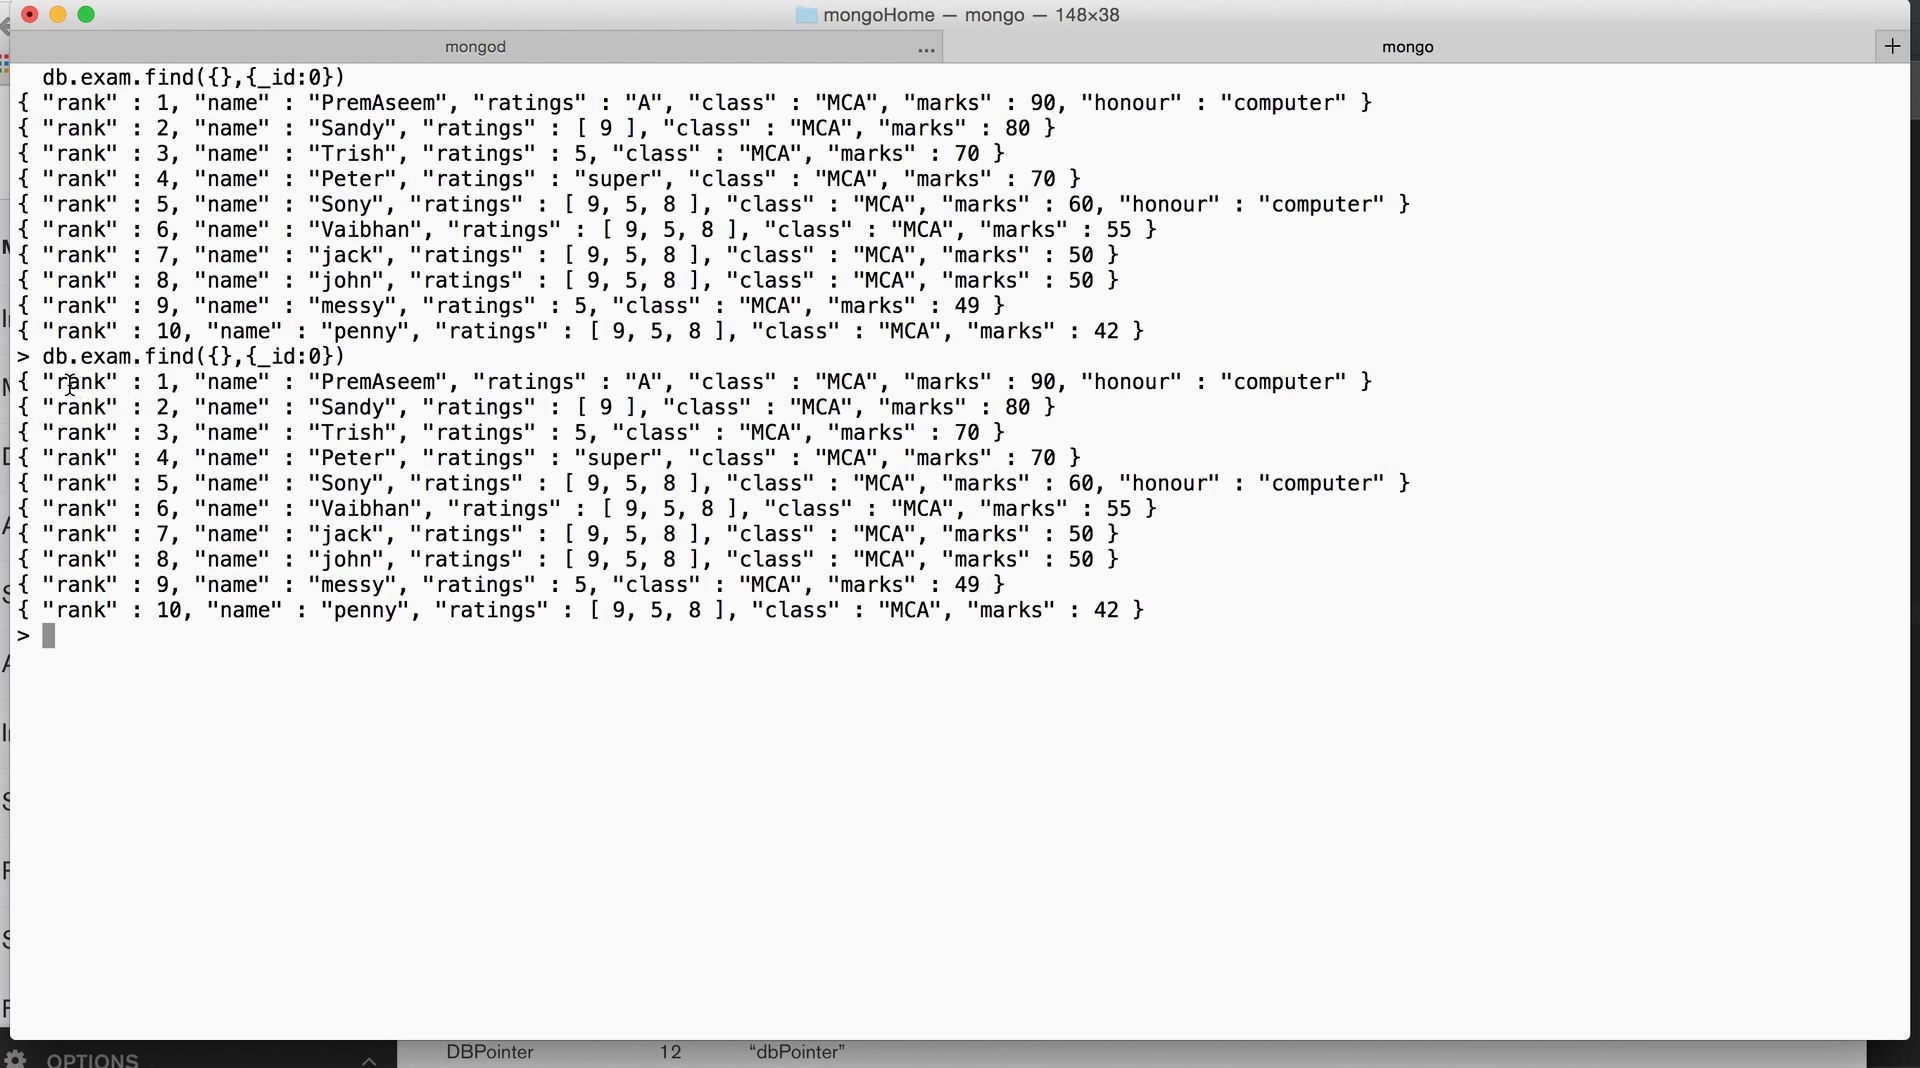 mongoHome — mongo — 148×38
mongod ... mongo +
db.exam.find({},{_id:0})
{ "rank" : 1, "name" : "PremAseem", "ratings" : "A", "class" : "MCA", "marks" : 90, "honour" : "computer" }
{ "rank" : 2, "name" : "Sandy", "ratings" : [ 9 ], "class" : "MCA", "marks" : 80 }
{ "rank" : 3, "name" : "Trish", "ratings" : 5, "class" : "MCA", "marks" : 70 }
{ "rank" : 4, "name" : "Peter", "ratings" : "super", "class" : "MCA", "marks" : 70 }
{ "rank" : 5, "name" : "Sony", "ratings" : [ 9, 5, 8 ], "class" : "MCA", "marks" : 60, "honour" : "computer" }
{ "rank" : 6, "name" : "Vaibhan", "ratings" : [ 9, 5, 8 ], "class" : "MCA", "marks" : 55 }
{ "rank" : 7, "name" : "jack", "ratings" : [ 9, 5, 8 ], "class" : "MCA", "marks" : 50 }
{ "rank" : 8, "name" : "john", "ratings" : [ 9, 5, 8 ], "class" : "MCA", "marks" : 50 }
{ "rank" : 9, "name" : "messy", "ratings" : 5, "class" : "MCA", "marks" : 49 }
{ "rank" : 10, "name" : "penny", "ratings" : [ 9, 5, 8 ], "class" : "MCA", "marks" : 42 }
> db.exam.find({},{_id:0})
{ "rank" : 1, "name" : "PremAseem", "ratings" : "A", "class" : "MCA", "marks" : 90, "honour" : "computer" }
{ "rank" : 2, "name" : "Sandy", "ratings" : [ 9 ], "class" : "MCA", "marks" : 80 }
{ "rank" : 3, "name" : "Trish", "ratings" : 5, "class" : "MCA", "marks" : 70 }
{ "rank" : 4, "name" : "Peter", "ratings" : "super", "class" : "MCA", "marks" : 70 }
{ "rank" : 5, "name" : "Sony", "ratings" : [ 9, 5, 8 ], "class" : "MCA", "marks" : 60, "honour" : "computer" }
{ "rank" : 6, "name" : "Vaibhan", "ratings" : [ 9, 5, 8 ], "class" : "MCA", "marks" : 55 }
{ "rank" : 7, "name" : "jack", "ratings" : [ 9, 5, 8 ], "class" : "MCA", "marks" : 50 }
{ "rank" : 8, "name" : "john", "ratings" : [ 9, 5, 8 ], "class" : "MCA", "marks" : 50 }
{ "rank" : 9, "name" : "messy", "ratings" : 5, "class" : "MCA", "marks" : 49 }
{ "rank" : 10, "name" : "penny", "ratings" : [ 9, 5, 8 ], "class" : "MCA", "marks" : 42 }
>
OPTIONS
DBPointer 12 “dbPointer”